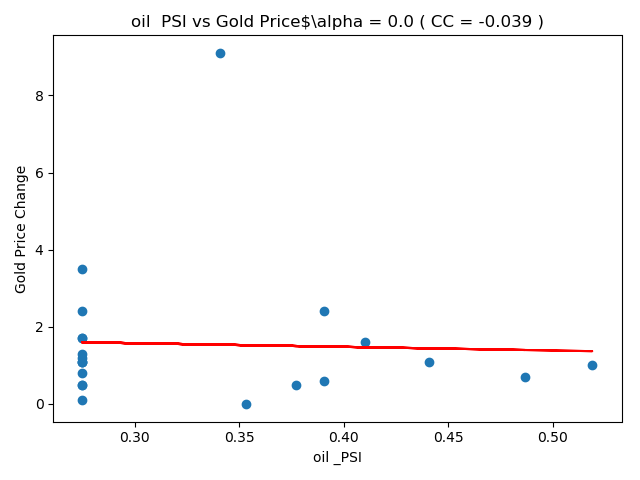 oil  PSI vs Gold Price$\alpha = 0.0 ( CC = -0.039 )
8
6
4
2
0
Gold Price Change
0.30 0.35 0.40 0.45 0.50
oil _PSI